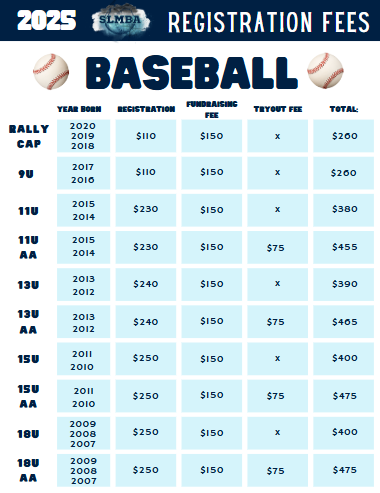 2025 SLMBA REGISTRATION FEES
BASEBALL
YEAR BORN REGISTRATION FUNDRAISING FEE TRYOUT FEE TOTAL:
RALLY CAP 2020 2019 2018 $110 $150 x $260
9U 2017 2016 $110 $150 x $260
11U 2015 2014 $230 $150 x $380
11U AA 2015 2014 $230 $150 $75 $455
13U 2013 2012 $240 $150 x $390
13U AA 2013 2012 $240 $150 $75 $465
15U 2011 2010 $250 $150 x $400
15U AA 2011 2010 $250 $150 $75 $475
18U 2009 2008 2007 $250 $150 x $400
18U AA 2009 2008 2007 $250 $150 $75 $475